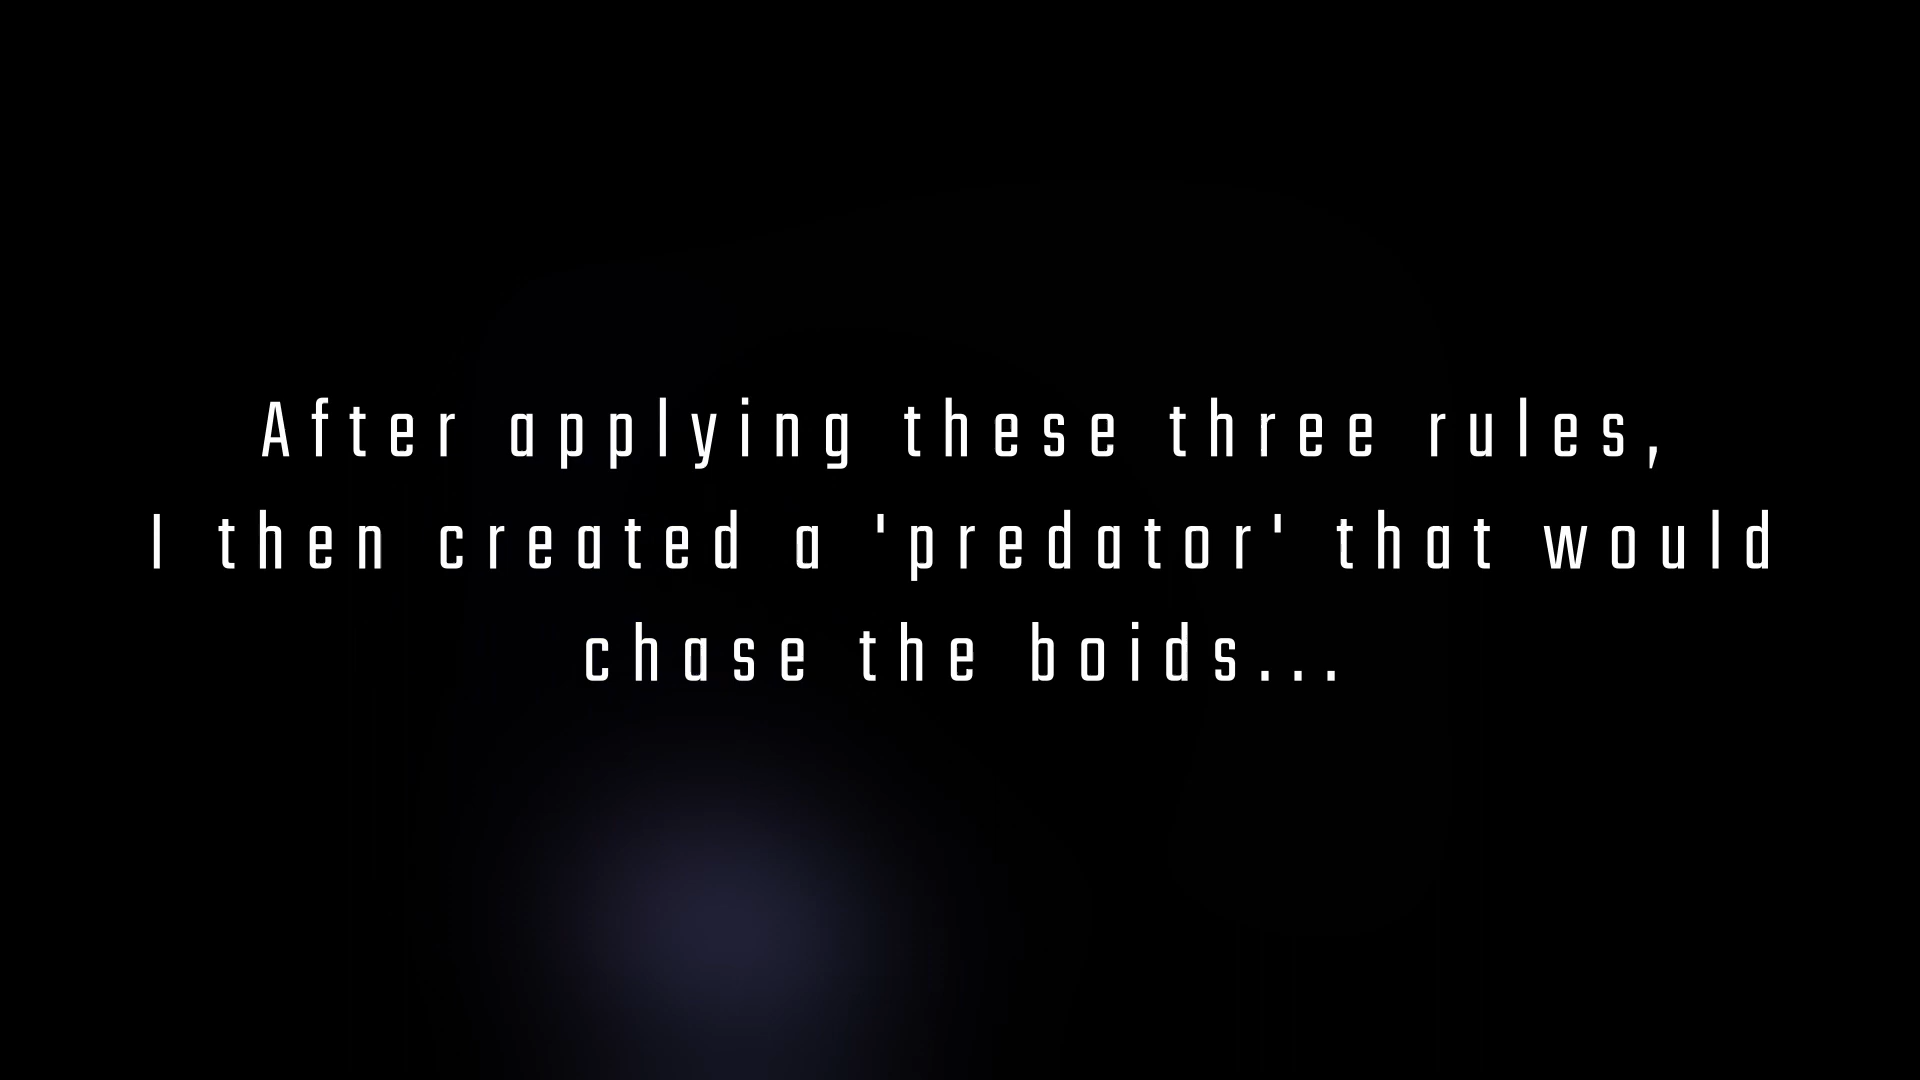 After applying these three rules,
I then created a 'predator' that would
chase the boids...